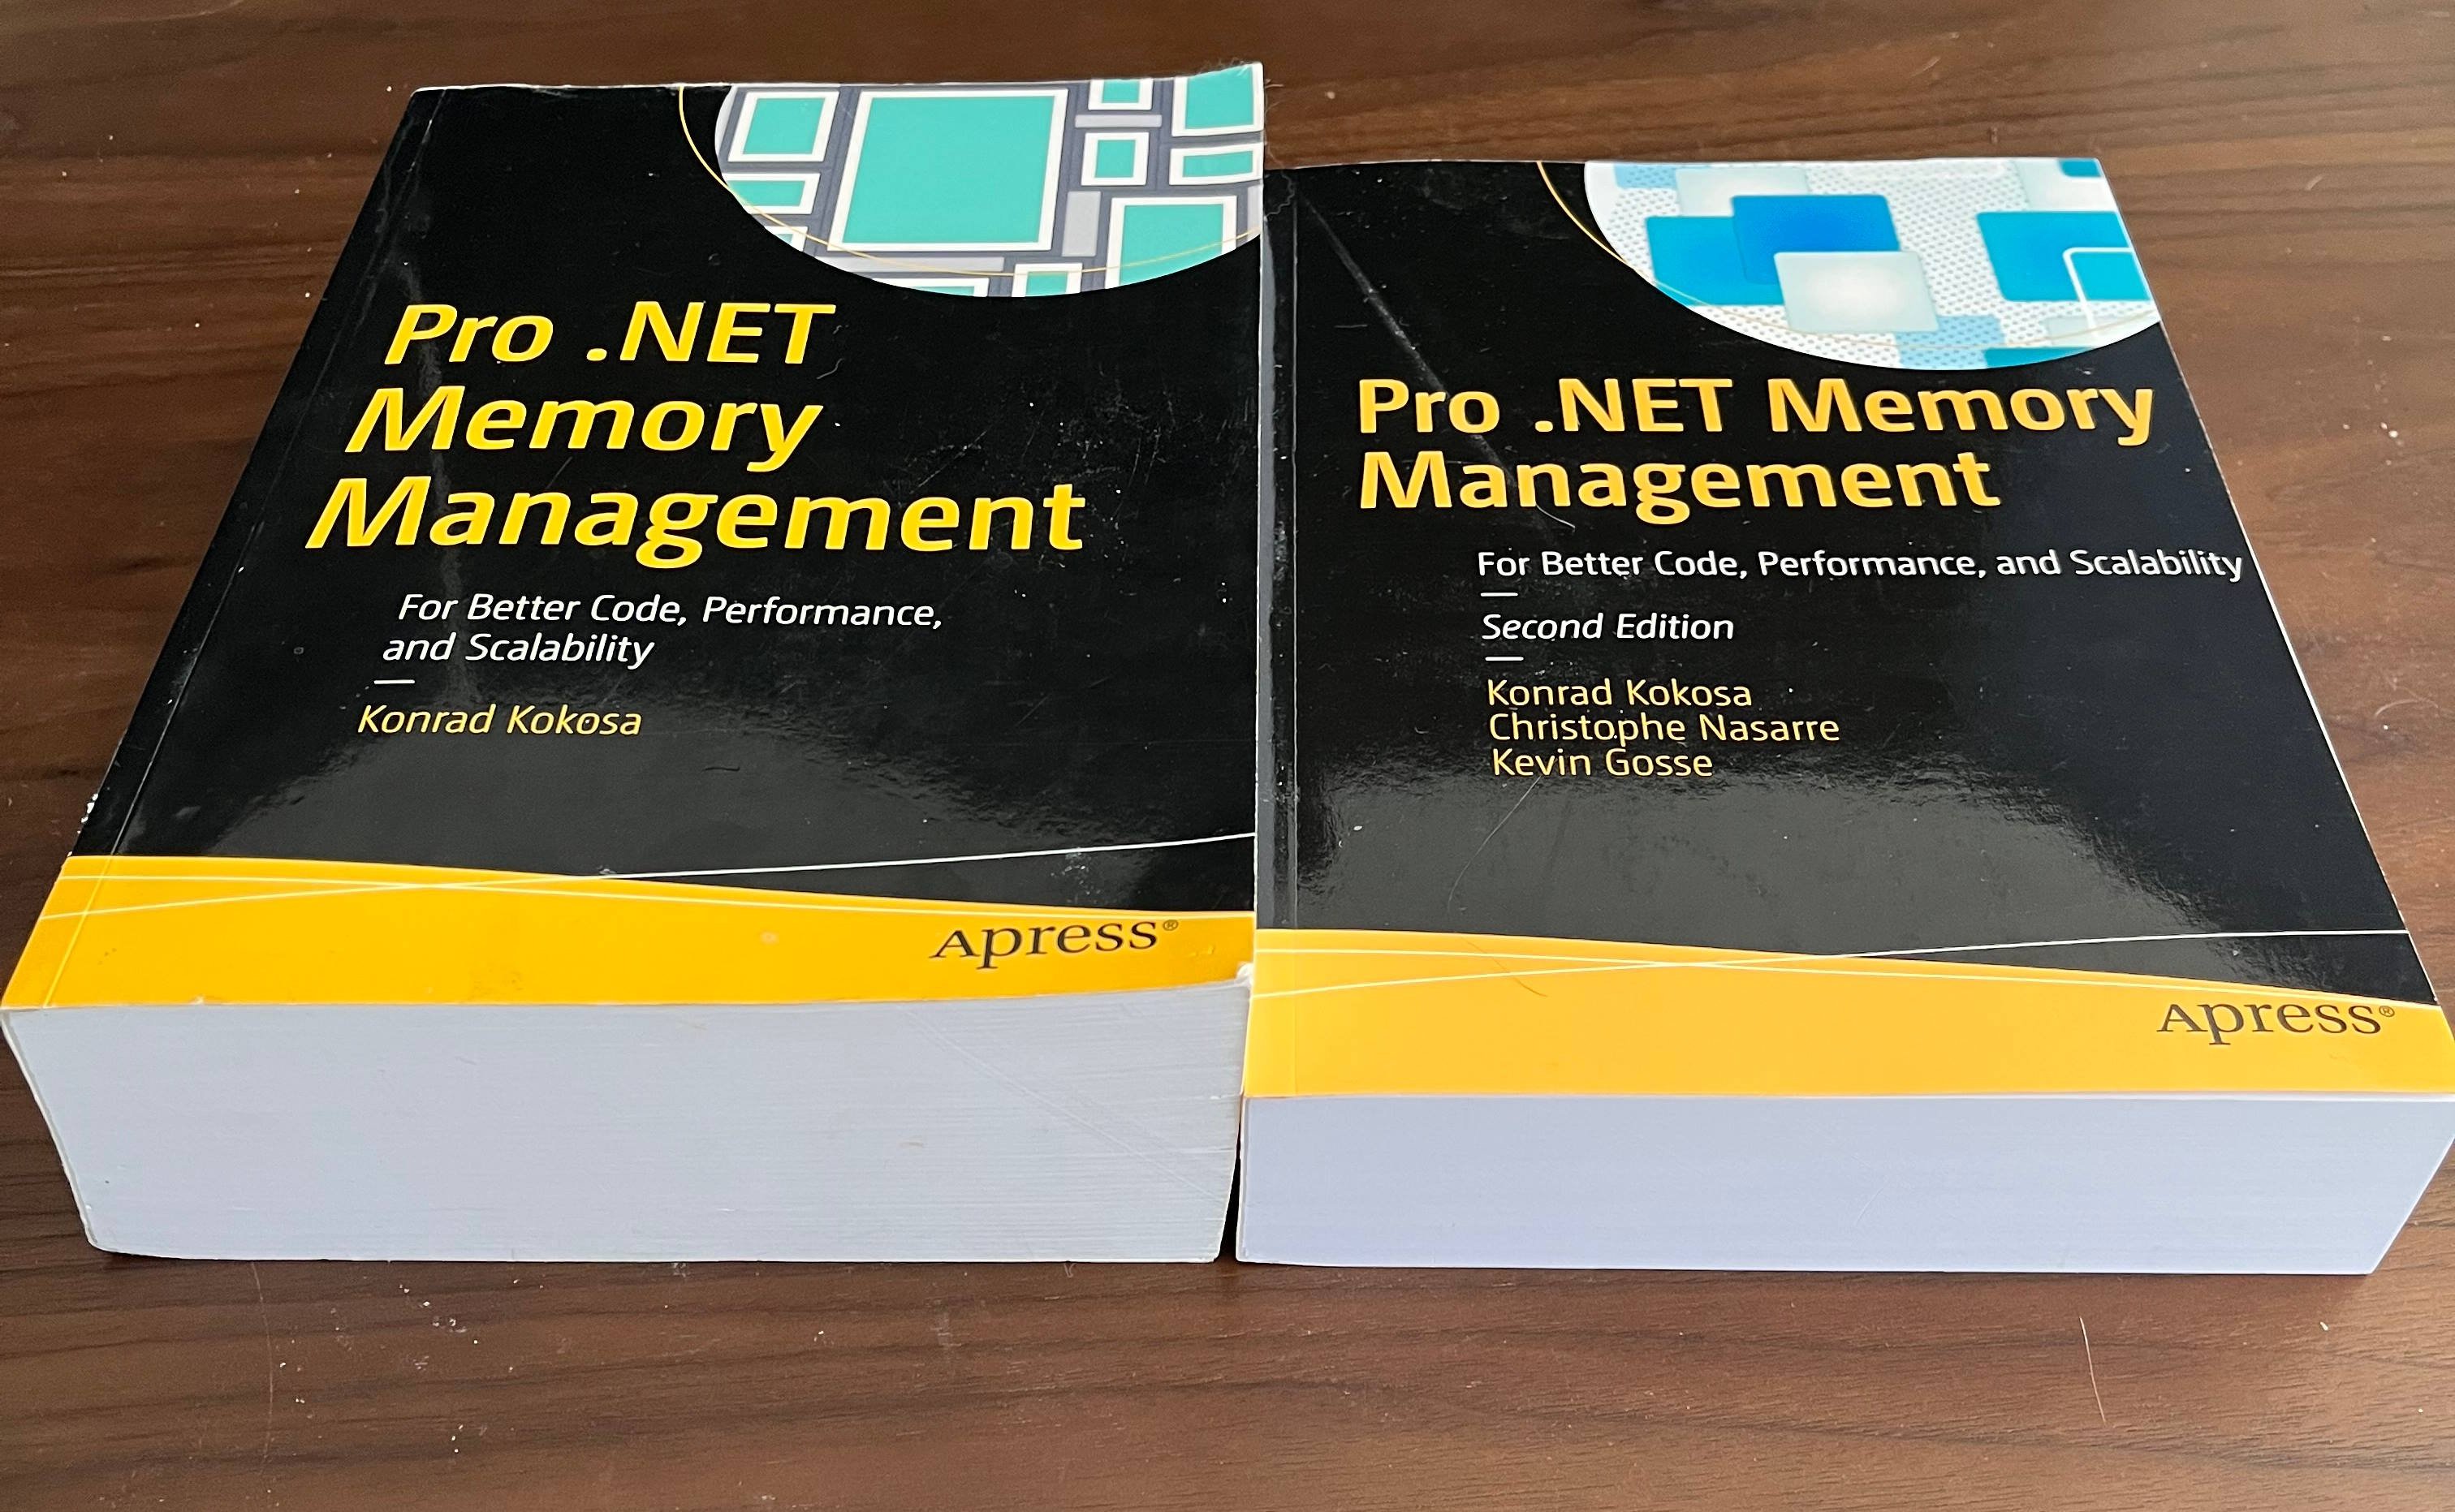 Pro .NET
Memory
Management
For Better Code, Performance,
and Scalability
Konrad Kokosa
Apress®
Pro .NET Memory
Management
For Better Code, Performance, and Scalability
Second Edition
Konrad Kokosa
Christophe Nasarre
Kevin Gosse
Apress®